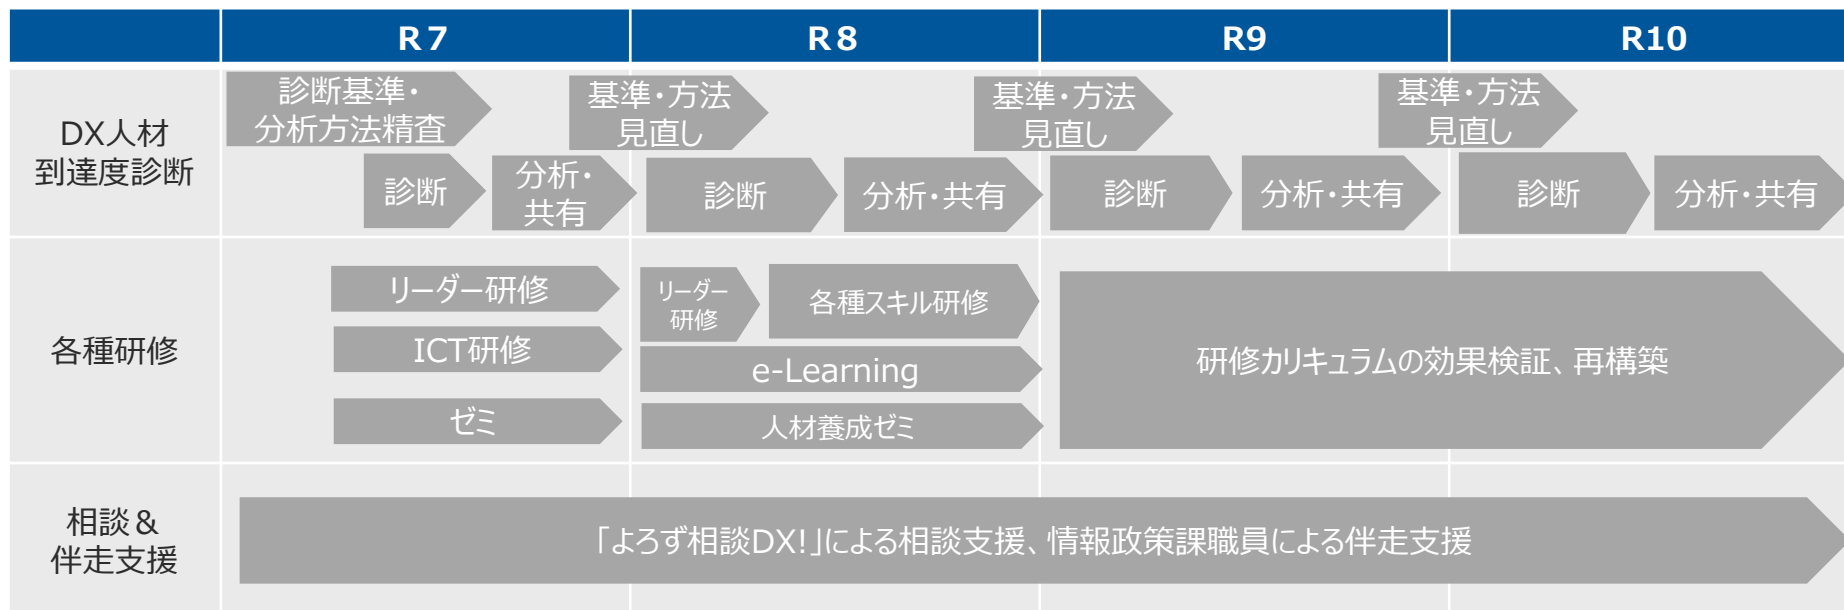 R７
R８
R9
R10
DX人材
到達度診断
診断基準・
分析方法精査
基準・方法
見直し
基準・方法
見直し
基準・方法
見直し
診断
分析・
共有
診断
分析・共有
診断
分析・共有
診断
分析・共有
各種研修
リーダー研修
ICT研修
ゼミ
リーダー
研修
各種スキル研修
e-Learning
人材養成ゼミ
研修カリキュラムの効果検証、再構築
相談＆
伴走支援
「よろず相談DX!」による相談支援、情報政策課職員による伴走支援